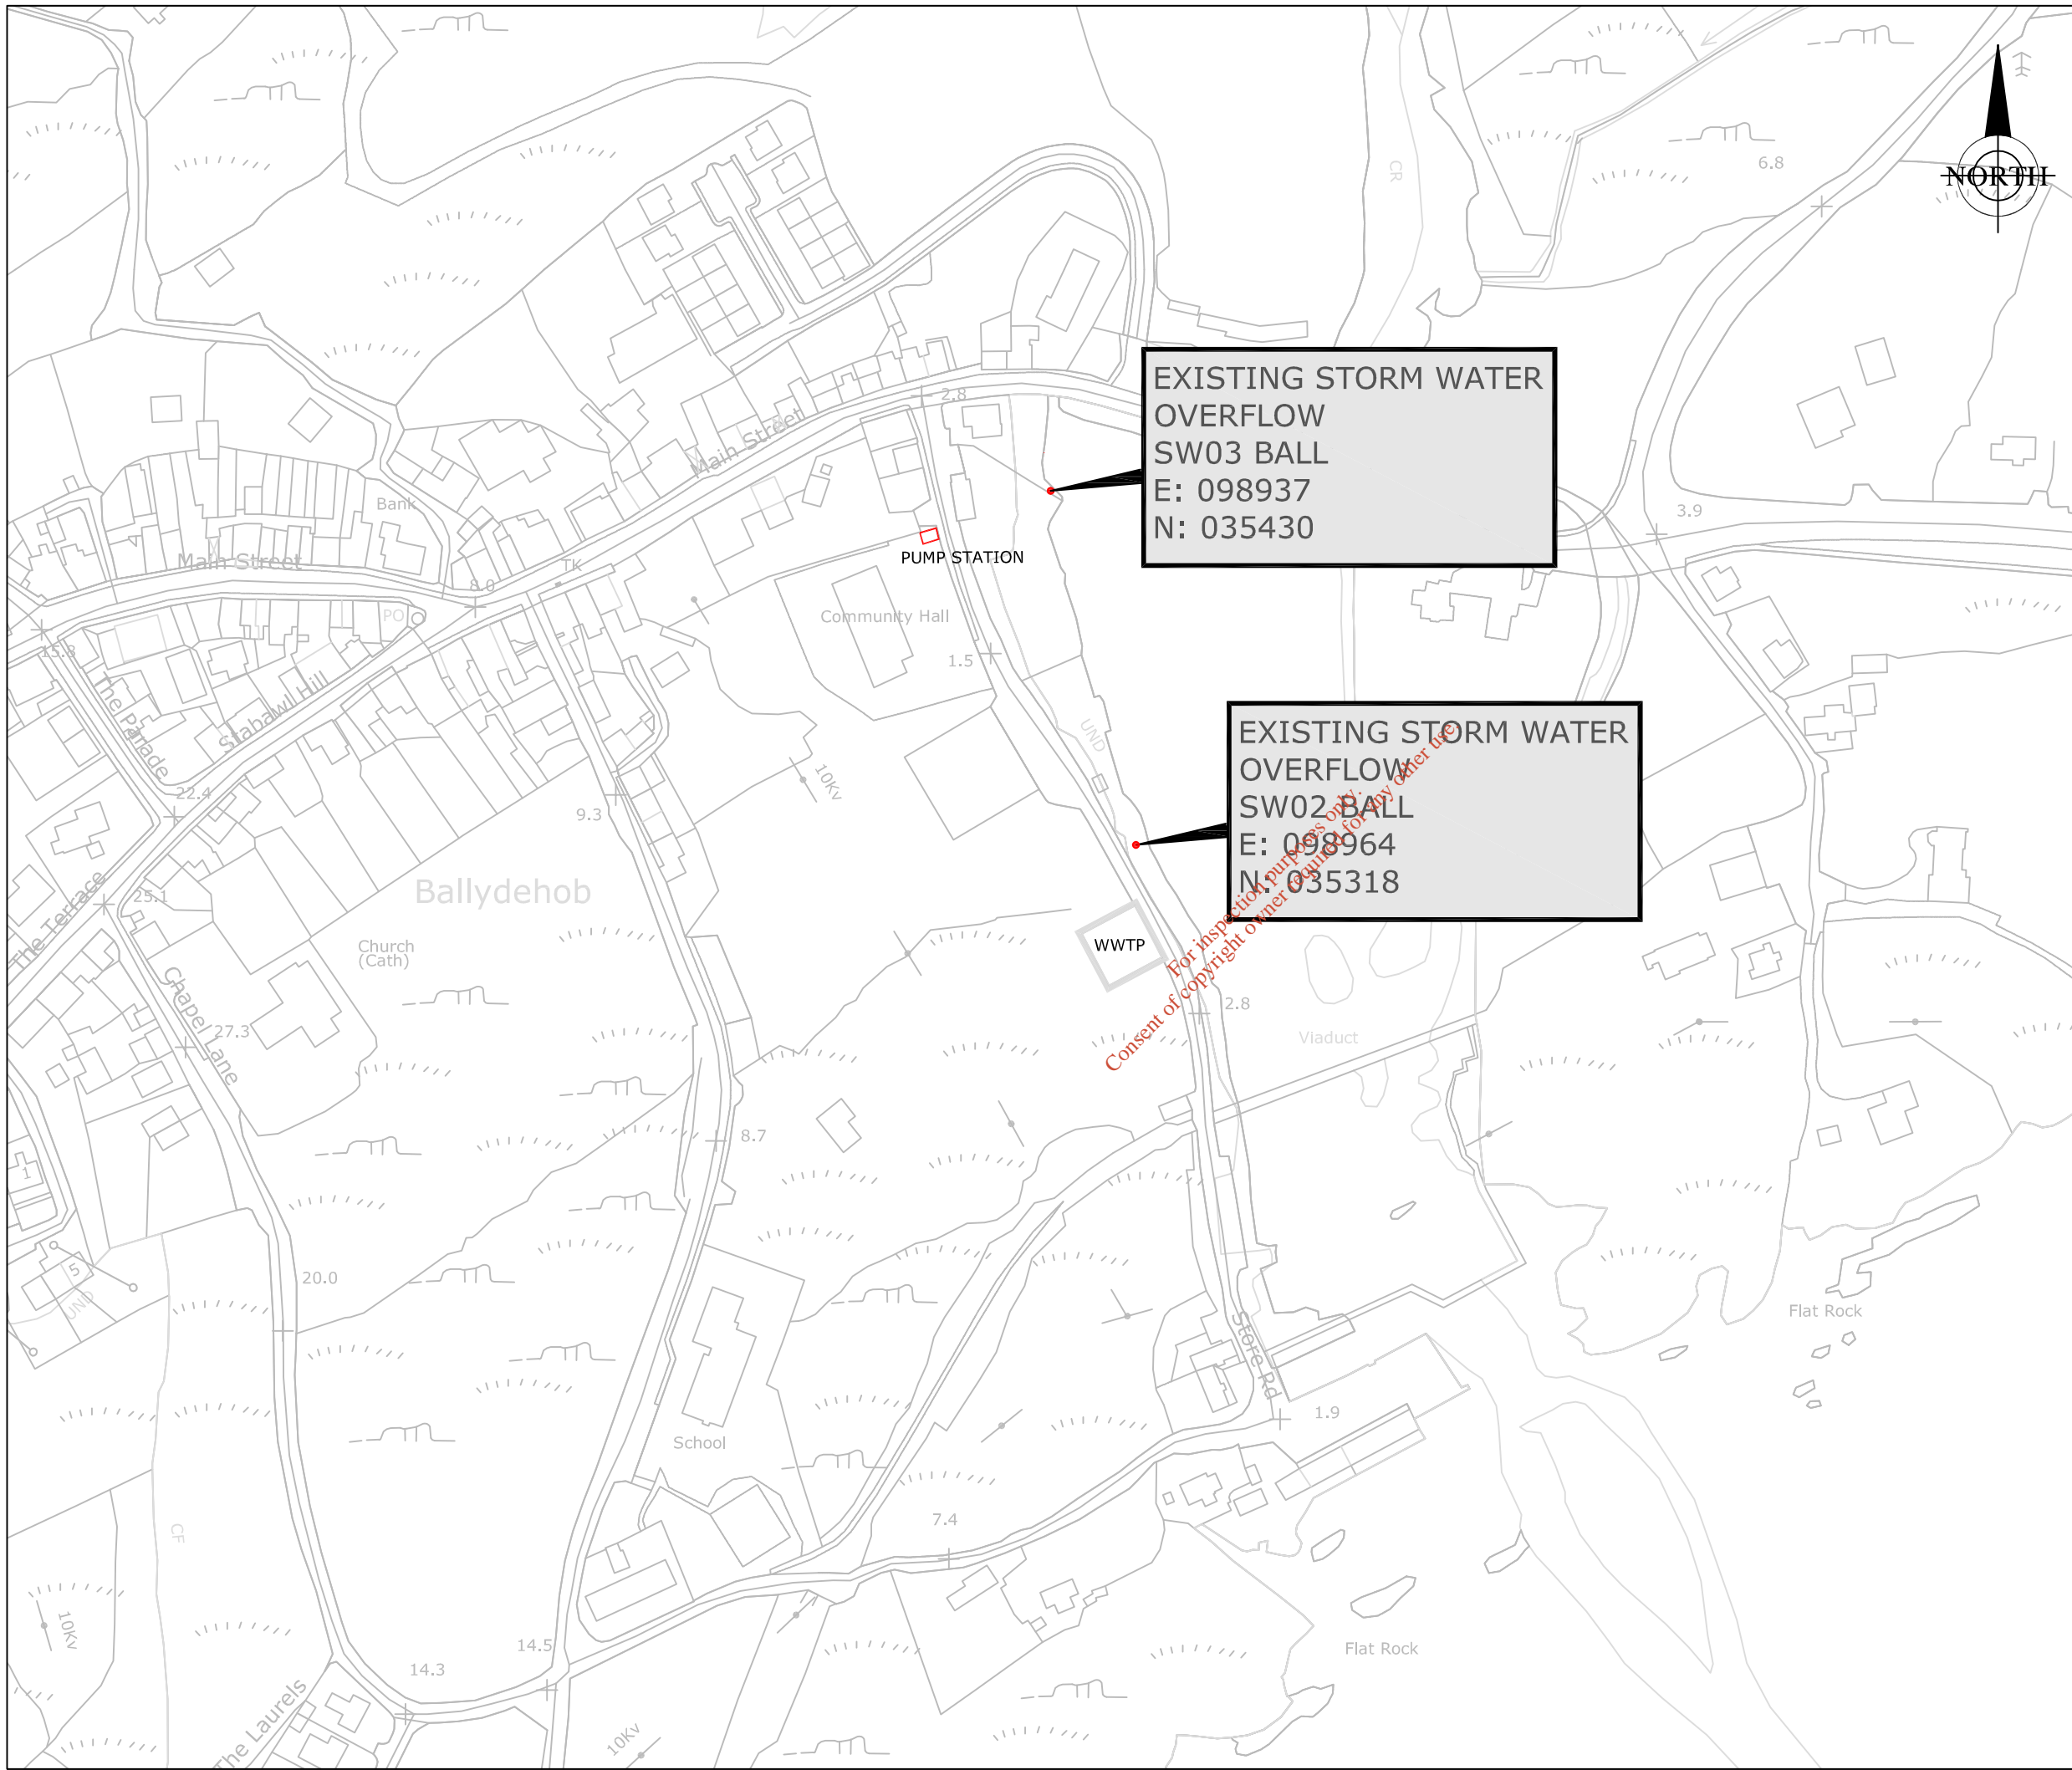 CR
6.8
NORTH
EXISTING STORM WATER
OVERFLOW
SW03 BALL
E: 098937
N: 035430
2.8
Main Street
Bank
3.9
PUMP STATION
Main Street
TK
8.0
PO
Community Hall
15.8
1.5
The Parade
Stabawl Hill
UND
EXISTING STORM WATER
OVERFLOW
SW02 BALL
E: 098964
N: 035318
10Kv
22.4
9.3
For inspection purposes only.
Consent of copyright owner required for any other use.
Ballydehob
25.1
The Terrace
Church
(Cath)
WWTP
Chapel Lane
2.8
27.3
Viaduct
8.7
1
5
UND
20.0
Flat Rock
Store Rd
1.9
School
CF
7.4
10Kv
14.5
14.3
Flat Rock
The Laurels
10Kv